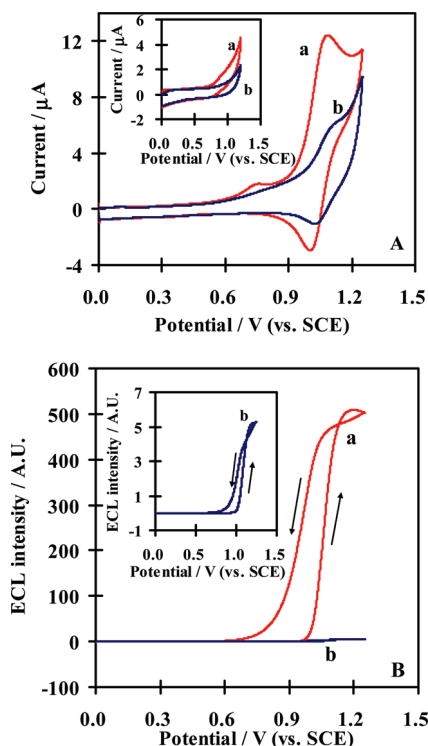 12
8
4
0
-4
Current / µA
6
4
2
0
-2
Current / µA
a
b
0.0 0.5 1.0 1.5
Potential / V (vs. SCE)
a
b
A
0.0 0.3 0.6 0.9 1.2 1.5
Potential / V (vs. SCE)
600
500
400
300
200
100
0
-100
ECL intensity / A.U.
7
5
3
1
-1
ECL intensity / A.U.
b
0.0 0.5 1.0 1.5
Potential / V (vs. SCE)
a
b
B
0.0 0.3 0.6 0.9 1.2 1.5
Potential / V (vs. SCE)